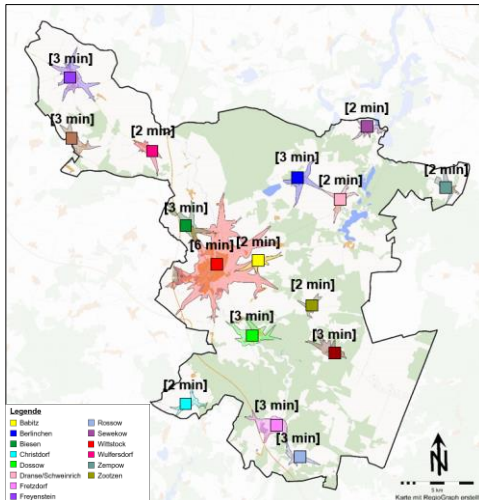 [3 min]
[2 min]
[3 min]
[2 min]
[3 min]
[2 min]
[2 min]
[3 min]
[6 min]
[2 min]
[2 min]
[3 min]
[3 min]
[2 min]
[3 min]
[3 min]
Legende
Babitz
Berlinchen
Biesen
Christdorf
Dossow
Dranse/Schweinrich
Fretzdorf
Freyenstein
Rossow
Sewekow
Wittstock
Wulfersdorf
Zempow
Zootzen
N
5 km
Karte mit RegioGraph erstellt